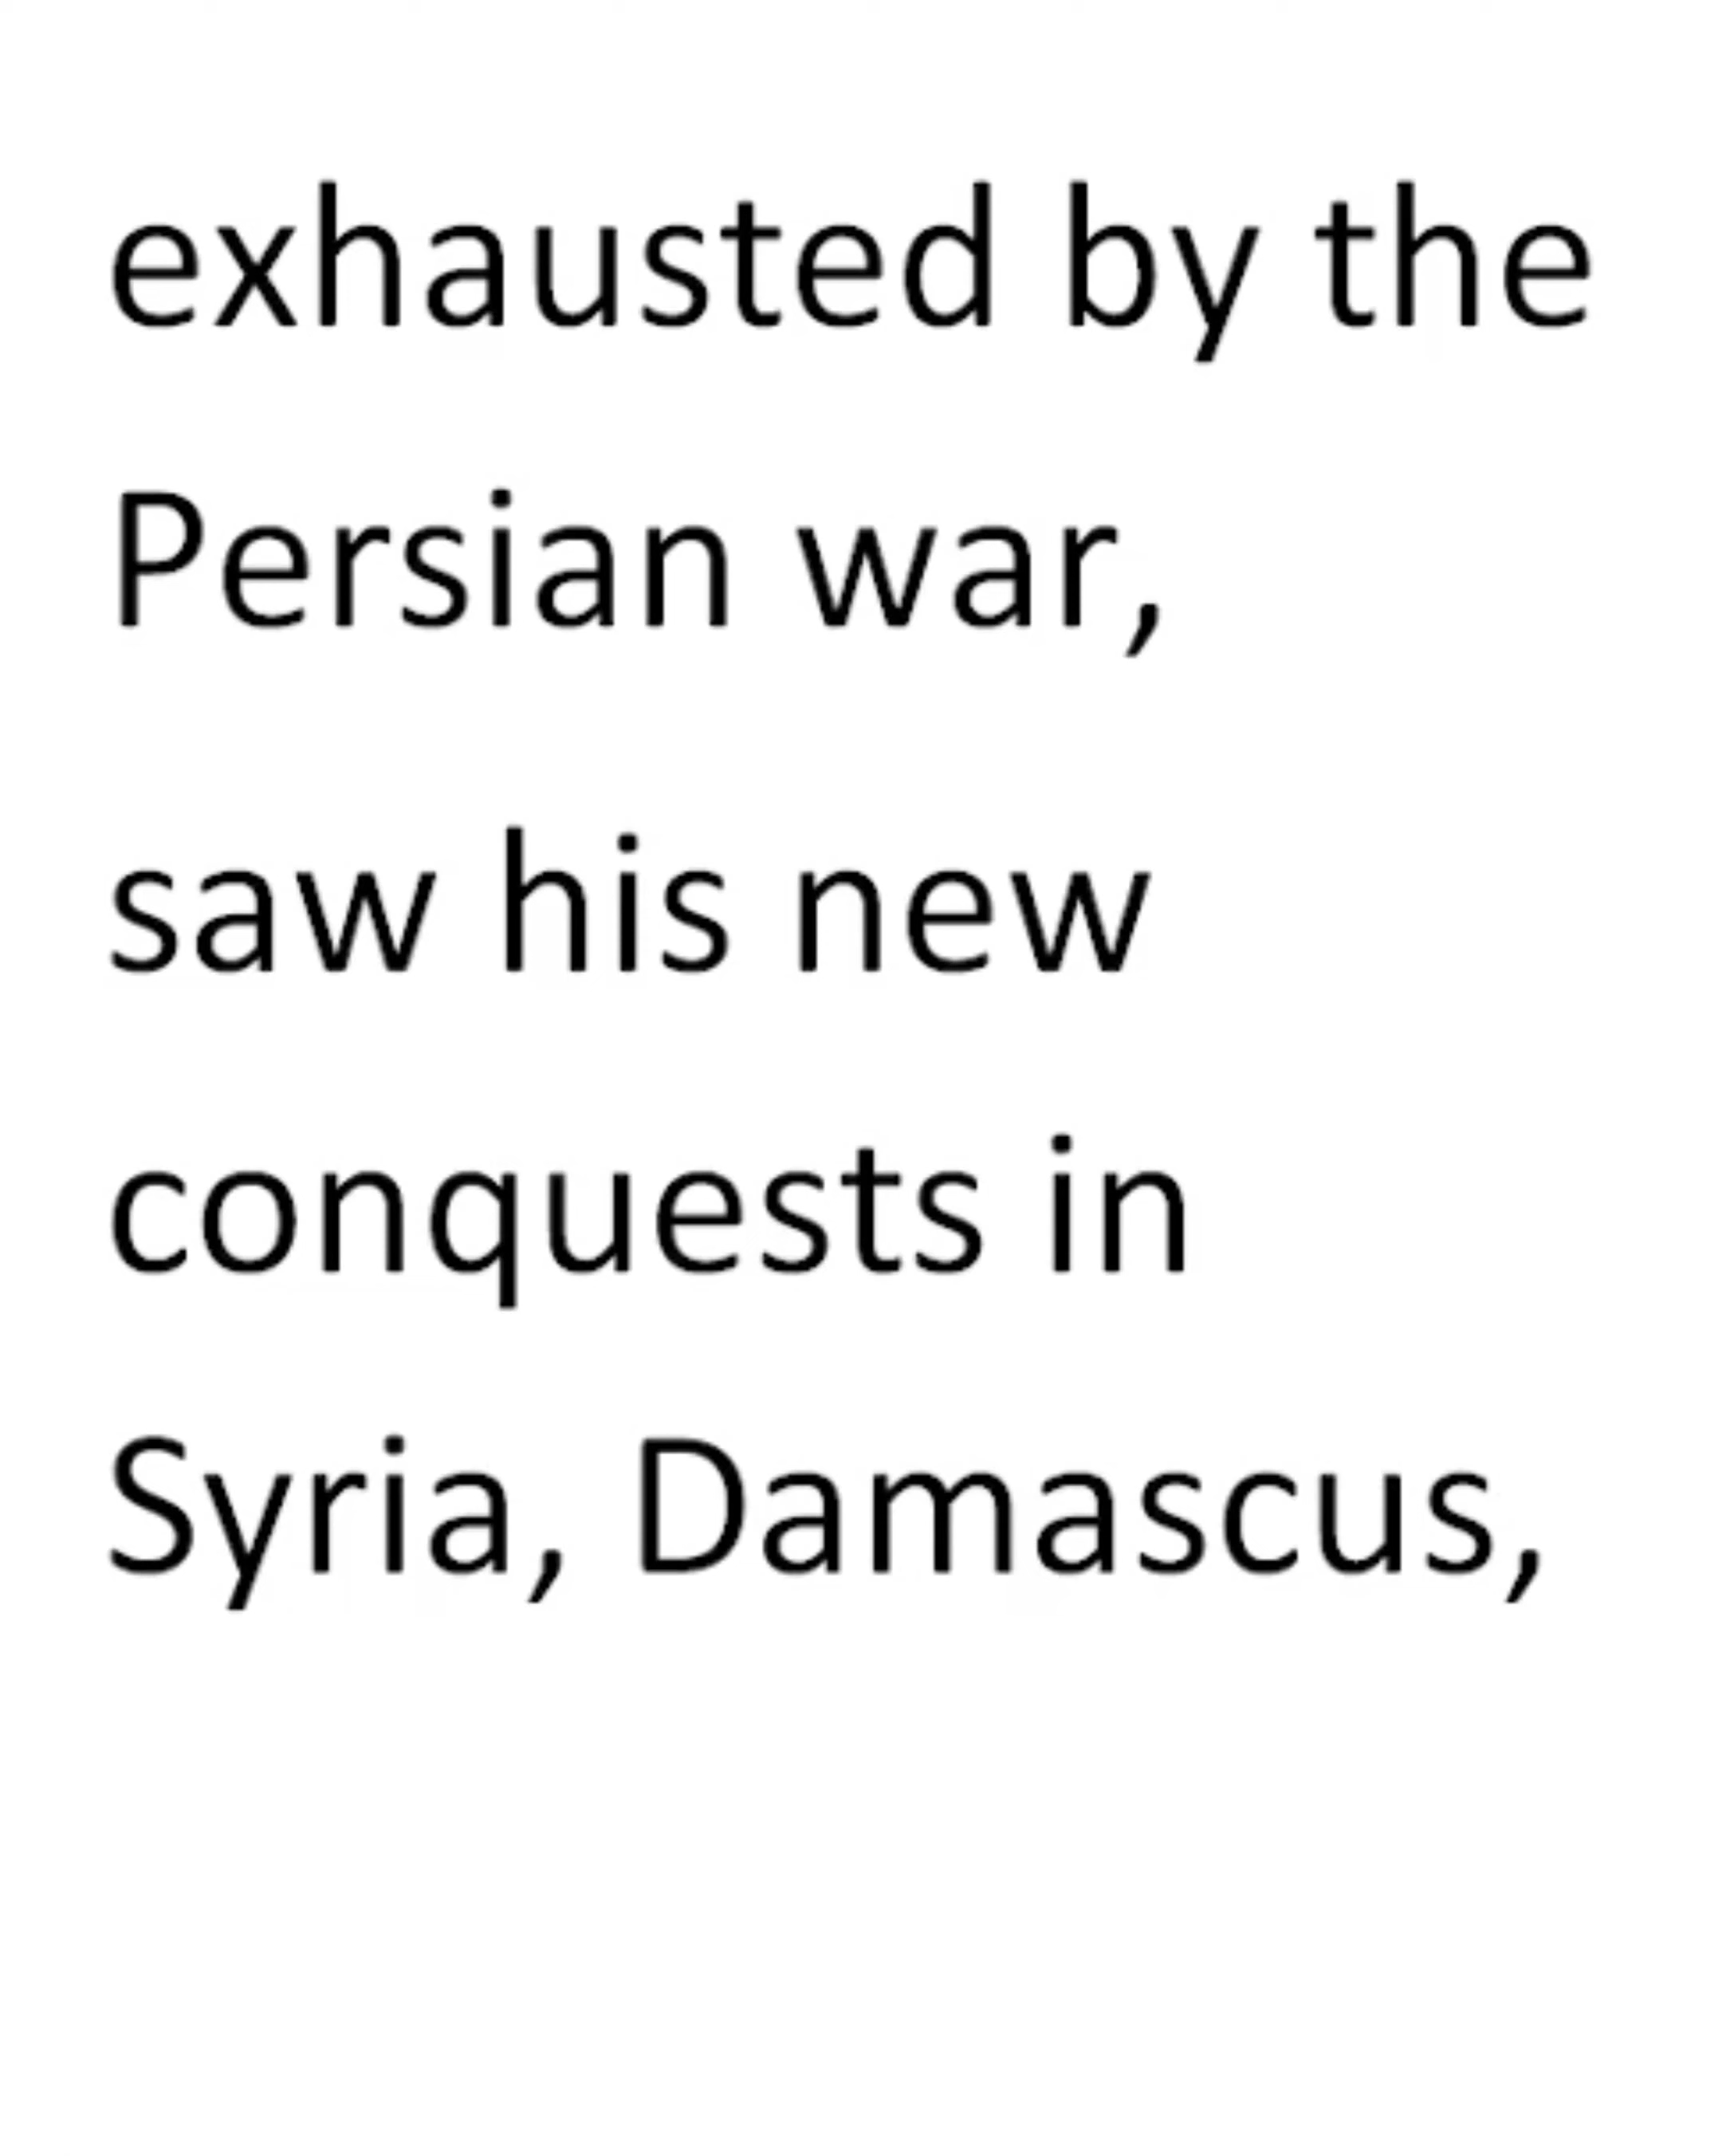 exhausted by the
Persian war,
saw his new
conquests in
Syria, Damascus,